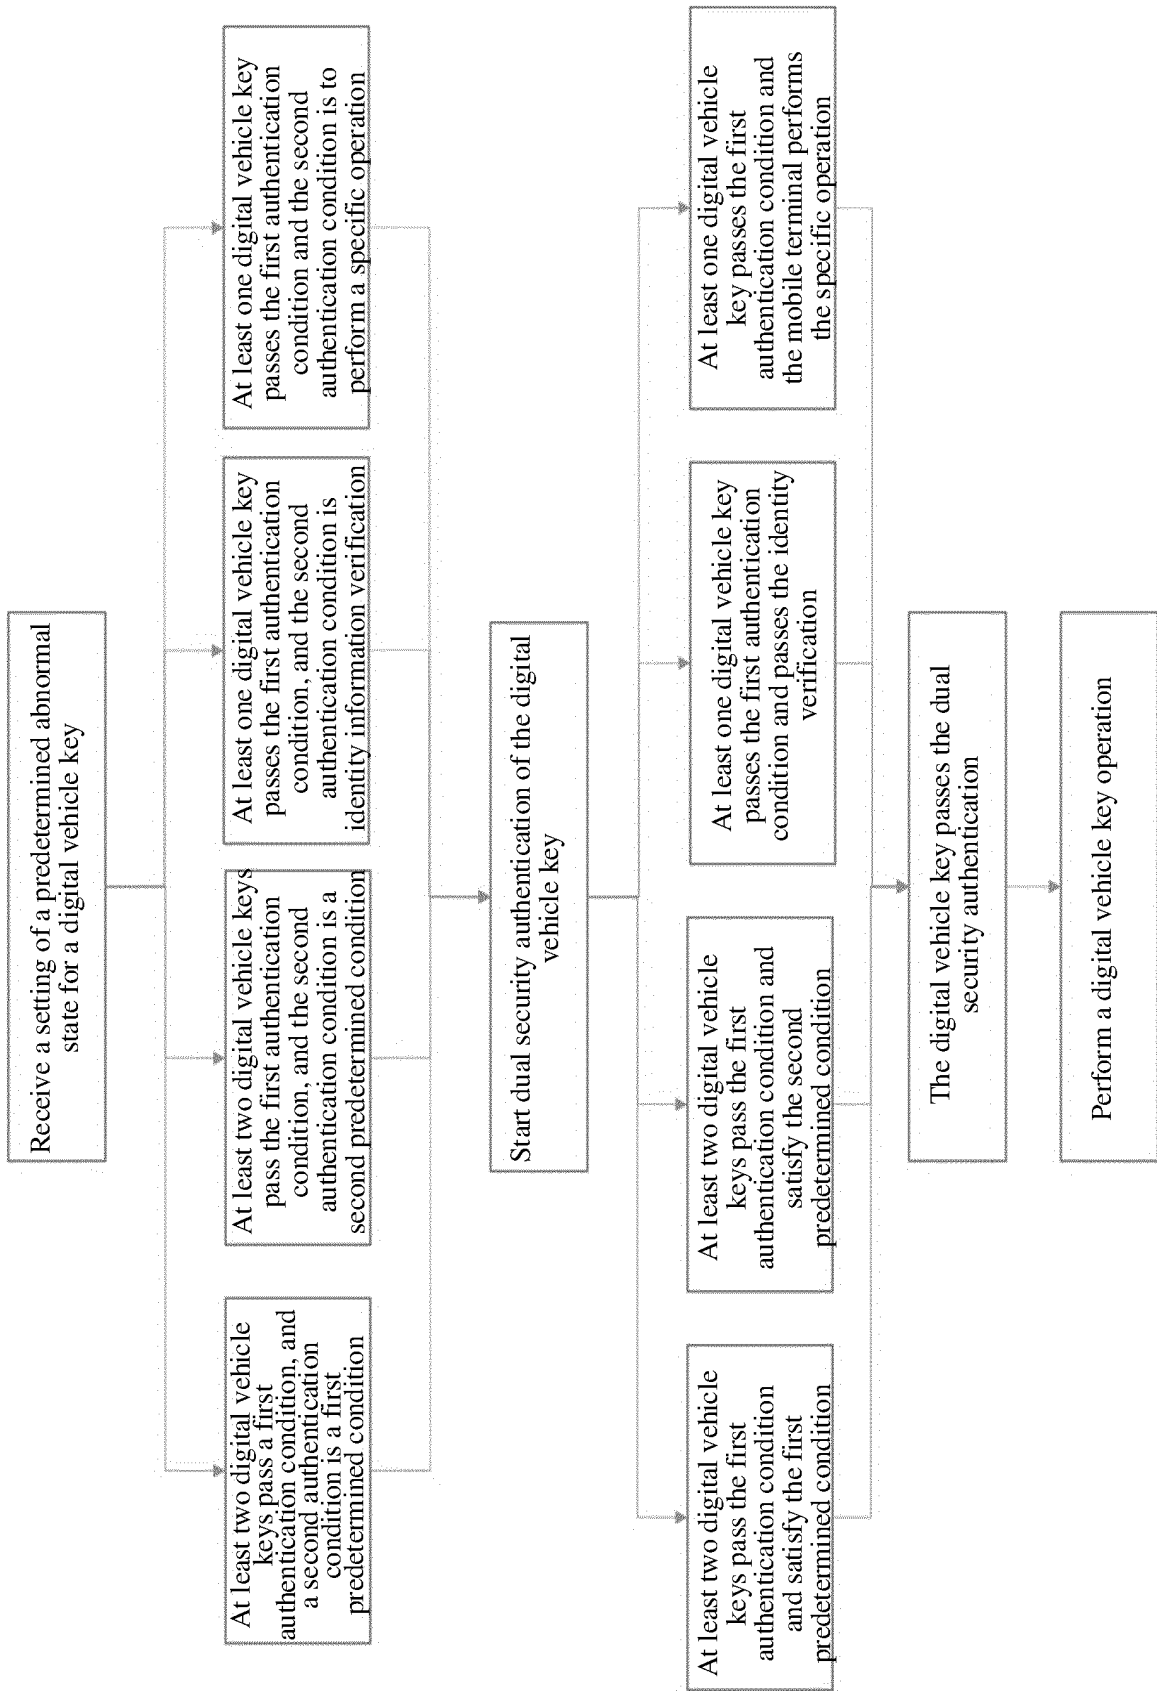 Receive a setting of a predetermined abnormal
state for a digital vehicle key
At least two digital vehicle
keys pass a first
authentication condition, and
a second authentication
condition is a first
predetermined condition
At least two digital vehicle keys
pass the first authentication
condition, and the second
authentication condition is a
second predetermined condition
At least one digital vehicle key
passes the first authentication
condition, and the second
authentication condition is
identity information verification
At least one digital vehicle key
passes the first authentication
condition and the second
authentication condition is to
perform a specific operation
Start dual security authentication of the digital
vehicle key
At least two digital vehicle
keys pass the first
authentication condition
and satisfy the first
predetermined condition
At least two digital vehicle
keys pass the first
authentication condition and
satisfy the second
predetermined condition
At least one digital vehicle key
passes the first authentication
condition and passes the identity
verification
At least one digital vehicle
key passes the first
authentication condition and
the mobile terminal performs
the specific operation
The digital vehicle key passes the dual
security authentication
Perform a digital vehicle key operation